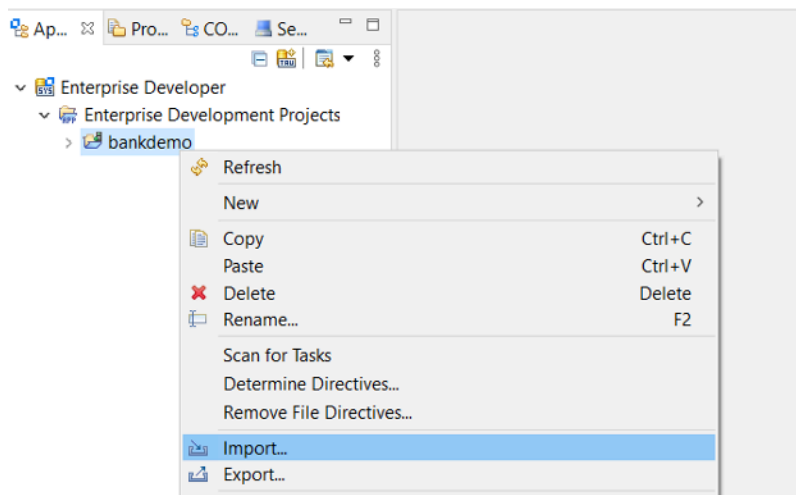 Ap... Pro... CO... Se...
Enterprise Developer
Enterprise Development Projects
bankdemo
Refresh
New
Copy Ctrl+C
Paste Ctrl+V
Delete Delete
Rename... F2
Scan for Tasks
Determine Directives...
Remove File Directives...
Import...
Export...